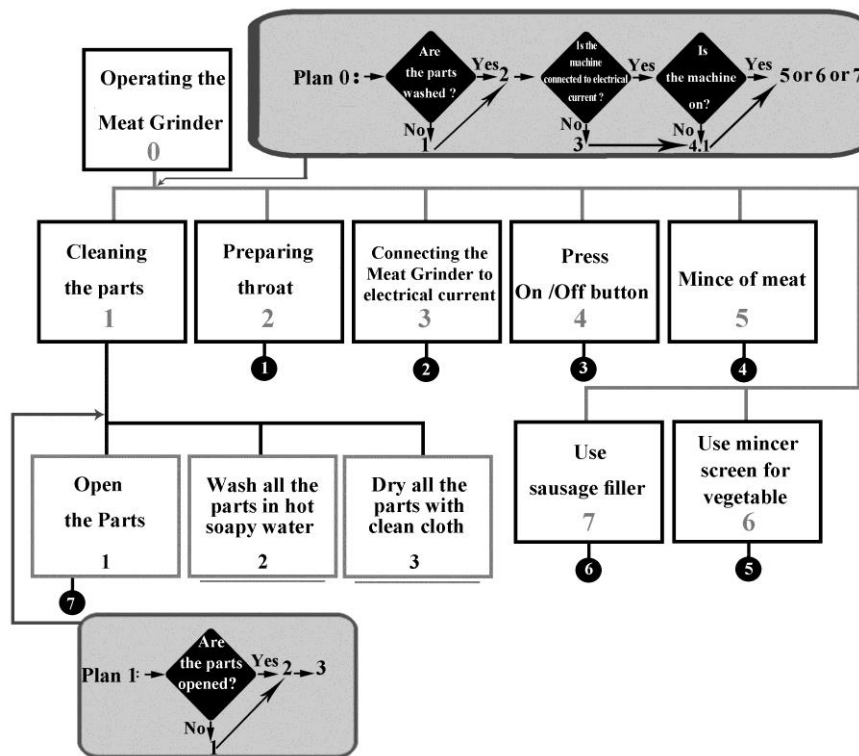 Operating the
Meat Grinder
0
Plan 0:
Are
the parts
washed ?
Yes
2
No
1
Is the
machine
connected to electrical
current ?
Yes
No
3
Is
the machine
on?
Yes
No
4.1
5 or 6 or 7
Cleaning
the parts
1
Preparing
throat
2
1
Connecting the
Meat Grinder to
electrical current
3
2
Press
On /Off button
4
3
Mince of meat
5
4
Open
the Parts
1
7
Wash all the
parts in hot
soapy water
2
Dry all the
parts with
clean cloth
3
Use
sausage filler
7
6
Use mincer
screen for
vegetable
6
5
Plan 1:
Are
the parts
opened?
Yes
2
3
No
1